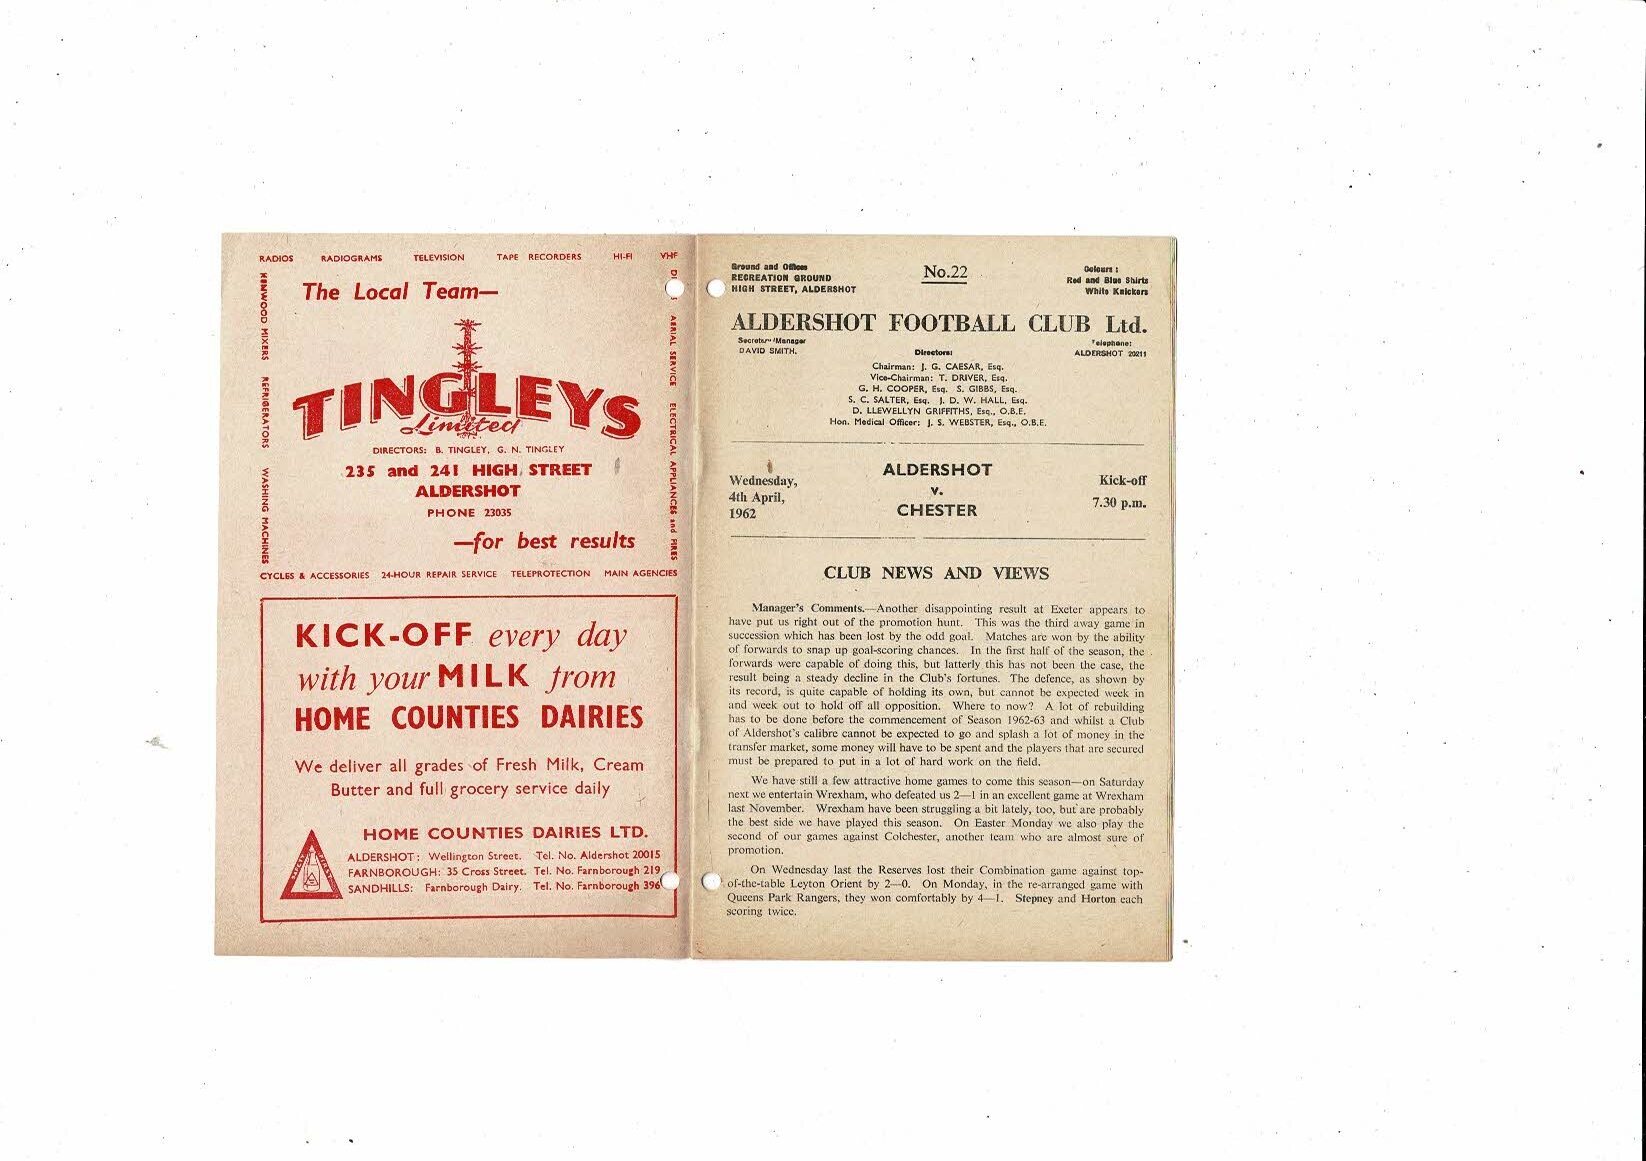 RADIOS RADIOGRAMS TELEVISION TAPE RECORDERS HI-FI VHF
KENWOOD MIXERS REFRIGERATORS WASHING MACHINES
The Local Team—
TINGLEYS
Limited
DIRECTORS: B. TINGLEY, G. N. TINGLEY
235 and 241 HIGH STREET
ALDERSHOT
PHONE 23035
—for best results
AERIAL SERVICE ELECTRICAL APPLIANCES and FIRES
CYCLES & ACCESSORIES 24-HOUR REPAIR SERVICE TELEPROTECTION MAIN AGENCIES
KICK-OFF every day
with your MILK from
HOME COUNTIES DAIRIES
We deliver all grades of Fresh Milk, Cream
Butter and full grocery service daily
HOME COUNTIES DAIRIES LTD.
ALDERSHOT: Wellington Street. Tel. No. Aldershot 20015
FARNBOROUGH: 35 Cross Street. Tel. No. Farnborough 219
SANDHILLS: Farnborough Dairy. Tel. No. Farnborough 396
Ground and Offices
RECREATION GROUND
HIGH STREET, ALDERSHOT
No.22
Colours :
Red and Blue Shirts
White Knickers
ALDERSHOT FOOTBALL CLUB Ltd.
Secretary/Manager
DAVID SMITH.
Telephone:
ALDERSHOT 20211
Directors:
Chairman: J. G. CAESAR, Esq.
Vice-Chairman: T. DRIVER, Esq.
G. H. COOPER, Esq. S. GIBBS, Esq.
S. C. SALTER, Esq. J. D. W. HALL, Esq.
D. LLEWELLYN GRIFFITHS, Esq., O.B.E.
Hon. Medical Officer: J. S. WEBSTER, Esq., O.B.E.
Wednesday,
4th April,
1962
ALDERSHOT
v.
CHESTER
Kick-off
7.30 p.m.
CLUB NEWS AND VIEWS
Manager's Comments.—Another disappointing result at Exeter appears to
have put us right out of the promotion hunt. This was the third away game in
succession which has been lost by the odd goal. Matches are won by the ability
of forwards to snap up goal-scoring chances. In the first half of the season, the
forwards were capable of doing this, but latterly this has not been the case, the
result being a steady decline in the Club's fortunes. The defence, as shown by
its record, is quite capable of holding its own, but cannot be expected week in
and week out to hold off all opposition. Where to now? A lot of rebuilding
has to be done before the commencement of Season 1962-63 and whilst a Club
of Aldershot's calibre cannot be expected to go and splash a lot of money in the
transfer market, some money will have to be spent and the players that are secured
must be prepared to put in a lot of hard work on the field.
We have still a few attractive home games to come this season—on Saturday
next we entertain Wrexham, who defeated us 2—1 in an excellent game at Wrexham
last November. Wrexham have been struggling a bit lately, too, but are probably
the best side we have played this season. On Easter Monday we also play the
second of our games against Colchester, another team who are almost sure of
promotion.
On Wednesday last the Reserves lost their Combination game against top-
of-the-table Leyton Orient by 2—0. On Monday, in the re-arranged game with
Queens Park Rangers, they won comfortably by 4—1. Stepney and Horton each
scoring twice.